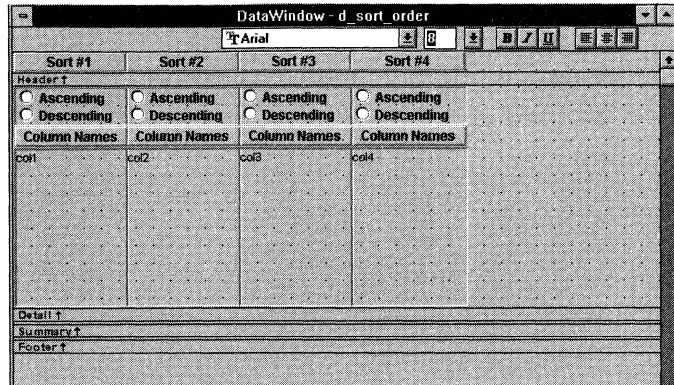 DataWindow - d_sort_order
Arial 8 B I U
Sort #1 Sort #2 Sort #3 Sort #4
Header ↑
Ascending Ascending Ascending Ascending
Descending Descending Descending Descending
Column Names Column Names Column Names Column Names
col1 col2 col3 col4
Detail ↑
Summary ↑
Footer ↑